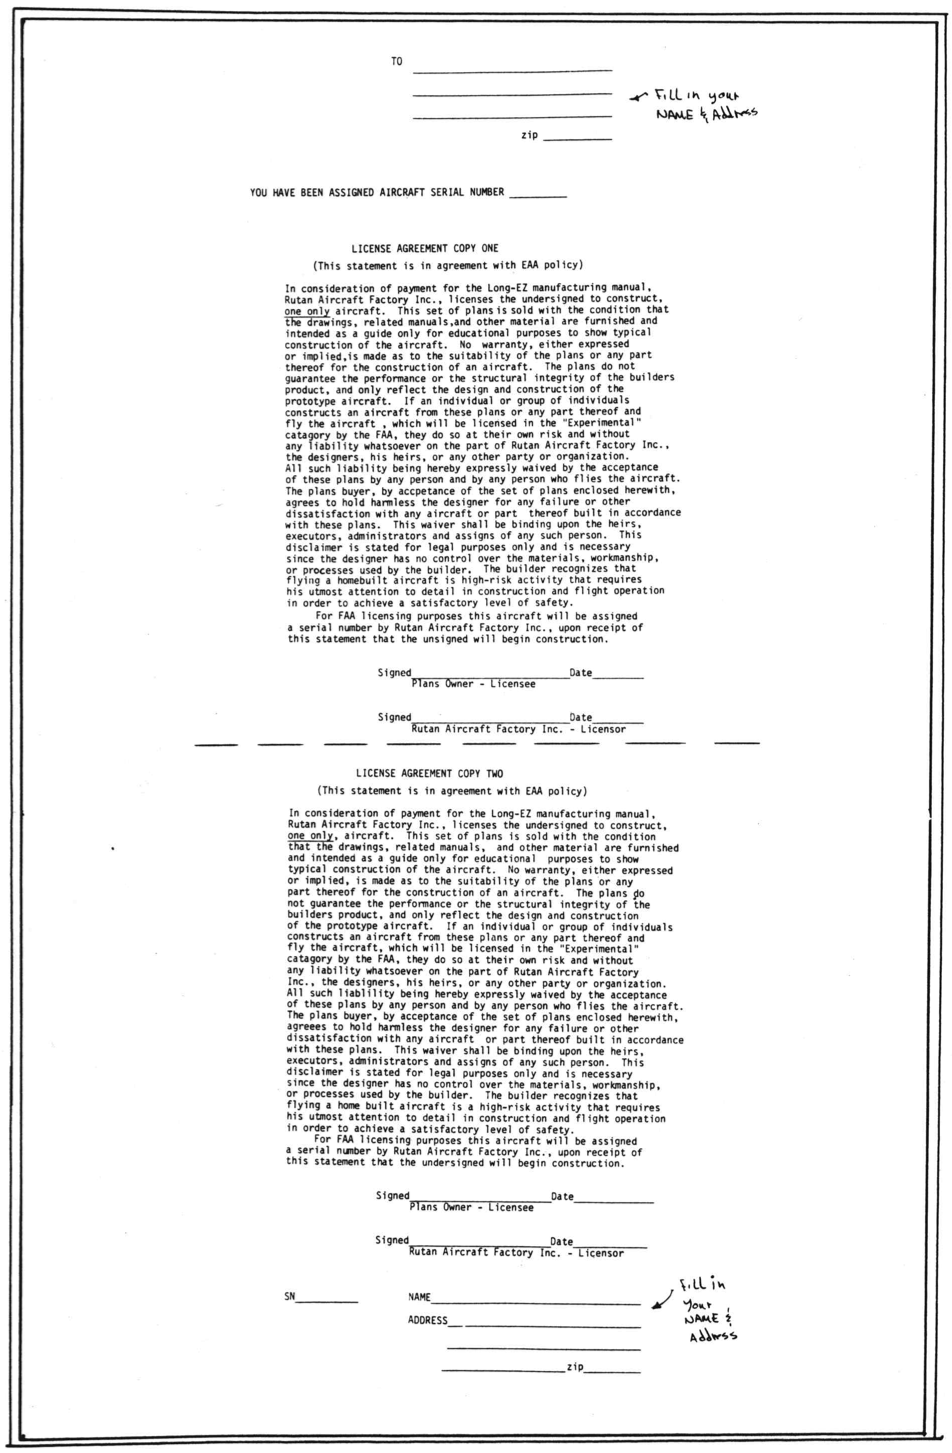 TO
Fill in your
NAME & Address
zip
YOU HAVE BEEN ASSIGNED AIRCRAFT SERIAL NUMBER
LICENSE AGREEMENT COPY ONE
(This statement is in agreement with EAA policy)
In consideration of payment for the Long-EZ manufacturing manual,
Rutan Aircraft Factory Inc., licenses the undersigned to construct,
one only aircraft. This set of plans is sold with the condition that
the drawings, related manuals,and other material are furnished and
intended as a guide only for educational purposes to show typical
construction of the aircraft. No warranty, either expressed
or implied,is made as to the suitability of the plans or any part
thereof for the construction of an aircraft. The plans do not
guarantee the performance or the structural integrity of the builders
product, and only reflect the design and construction of the
prototype aircraft. If an individual or group of individuals
constructs an aircraft from these plans or any part thereof and
fly the aircraft , which will be licensed in the "Experimental"
catagory by the FAA, they do so at their own risk and without
any liability whatsoever on the part of Rutan Aircraft Factory Inc.,
the designers, his heirs, or any other party or organization.
All such liability being hereby expressly waived by the acceptance
of these plans by any person and by any person who flies the aircraft.
The plans buyer, by accpetance of the set of plans enclosed herewith,
agrees to hold harmless the designer for any failure or other
dissatisfaction with any aircraft or part thereof built in accordance
with these plans. This waiver shall be binding upon the heirs,
executors, administrators and assigns of any such person. This
disclaimer is stated for legal purposes only and is necessary
since the designer has no control over the materials, workmanship,
or processes used by the builder. The builder recognizes that
flying a homebuilt aircraft is high-risk activity that requires
his utmost attention to detail in construction and flight operation
in order to achieve a satisfactory level of safety.
For FAA licensing purposes this aircraft will be assigned
a serial number by Rutan Aircraft Factory Inc., upon receipt of
this statement that the unsigned will begin construction.
Signed Date
Plans Owner - Licensee
Signed Date
Rutan Aircraft Factory Inc. - Licensor
LICENSE AGREEMENT COPY TWO
(This statement is in agreement with EAA policy)
In consideration of payment for the Long-EZ manufacturing manual,
Rutan Aircraft Factory Inc., licenses the undersigned to construct,
one only, aircraft. This set of plans is sold with the condition
that the drawings, related manuals, and other material are furnished
and intended as a guide only for educational purposes to show
typical construction of the aircraft. No warranty, either expressed
or implied, is made as to the suitability of the plans or any
part thereof for the construction of an aircraft. The plans do
not guarantee the performance or the structural integrity of the
builders product, and only reflect the design and construction
of the prototype aircraft. If an individual or group of individuals
constructs an aircraft from these plans or any part thereof and
fly the aircraft, which will be licensed in the "Experimental"
catagory by the FAA, they do so at their own risk and without
any liability whatsoever on the part of Rutan Aircraft Factory
Inc., the designers, his heirs, or any other party or organization.
All such liablility being hereby expressly waived by the acceptance
of these plans by any person and by any person who flies the aircraft.
The plans buyer, by acceptance of the set of plans enclosed herewith,
agreees to hold harmless the designer for any failure or other
dissatisfaction with any aircraft or part thereof built in accordance
with these plans. This waiver shall be binding upon the heirs,
executors, administrators and assigns of any such person. This
disclaimer is stated for legal purposes only and is necessary
since the designer has no control over the materials, workmanship,
or processes used by the builder. The builder recognizes that
flying a home built aircraft is a high-risk activity that requires
his utmost attention to detail in construction and flight operation
in order to achieve a satisfactory level of safety.
For FAA licensing purposes this aircraft will be assigned
a serial number by Rutan Aircraft Factory Inc., upon receipt of
this statement that the undersigned will begin construction.
Signed Date
Plans Owner - Licensee
Signed Date
Rutan Aircraft Factory Inc. - Licensor
SN NAME
ADDRESS
zip
fill in
your
NAME &
Address